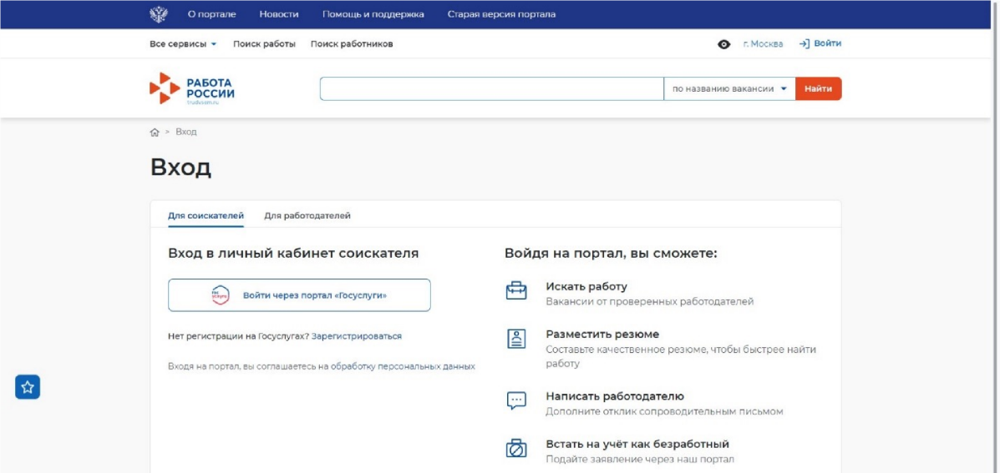 О портале Новости Помощь и поддержка Старая версия портала
Все сервисы Поиск работы Поиск работников г. Москва Войти
РАБОТА
РОССИИ
trudvsem.ru
по названию вакансии Найти
> Вход
Вход
Для соискателей Для работодателей
Вход в личный кабинет соискателя
Войти через портал «Госуслуги»
Нет регистрации на Госуслугах? Зарегистрироваться
Входя на портал, вы соглашаетесь на обработку персональных данных
Войдя на портал, вы сможете:
Искать работу
Вакансии от проверенных работодателей
Разместить резюме
Составьте качественное резюме, чтобы быстрее найти
работу
Написать работодателю
Дополните отклик сопроводительным письмом
Встать на учёт как безработный
Подайте заявление через наш портал